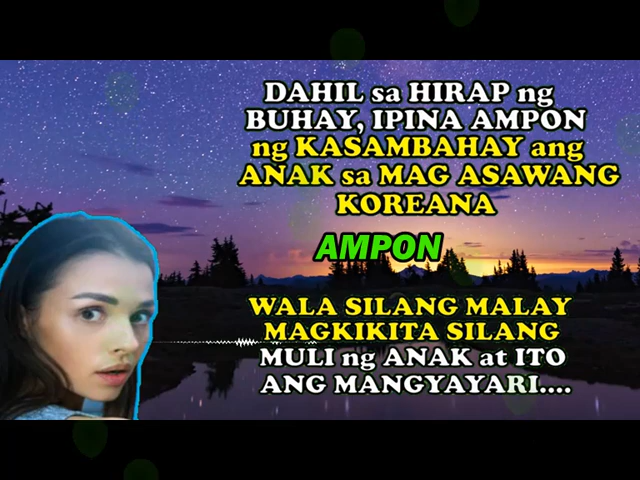 DAHIL sa HIRAP ng
BUHAY, IPINA AMPON
ng KASAMBAHAY ang
ANAK sa MAG ASAWANG
KOREANA
AMPON
WALA SILANG MALAY
MAGKIKITA SILANG
MULI ng ANAK at ITO
ANG MANGYAYARI....